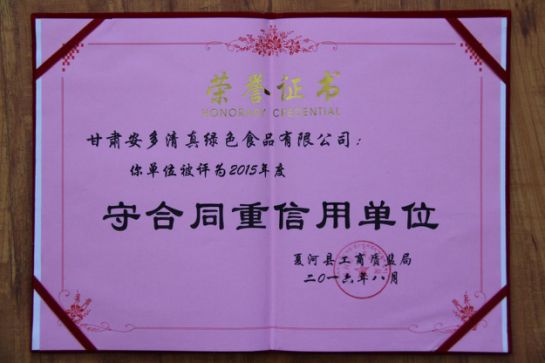 荣誉证书
HONORARY CREDENTIAL
甘肃安多清真绿色食品有限公司：
你单位被评为2015年度
守合同重信用单位
夏河县工商质监局
二〇一六年八月